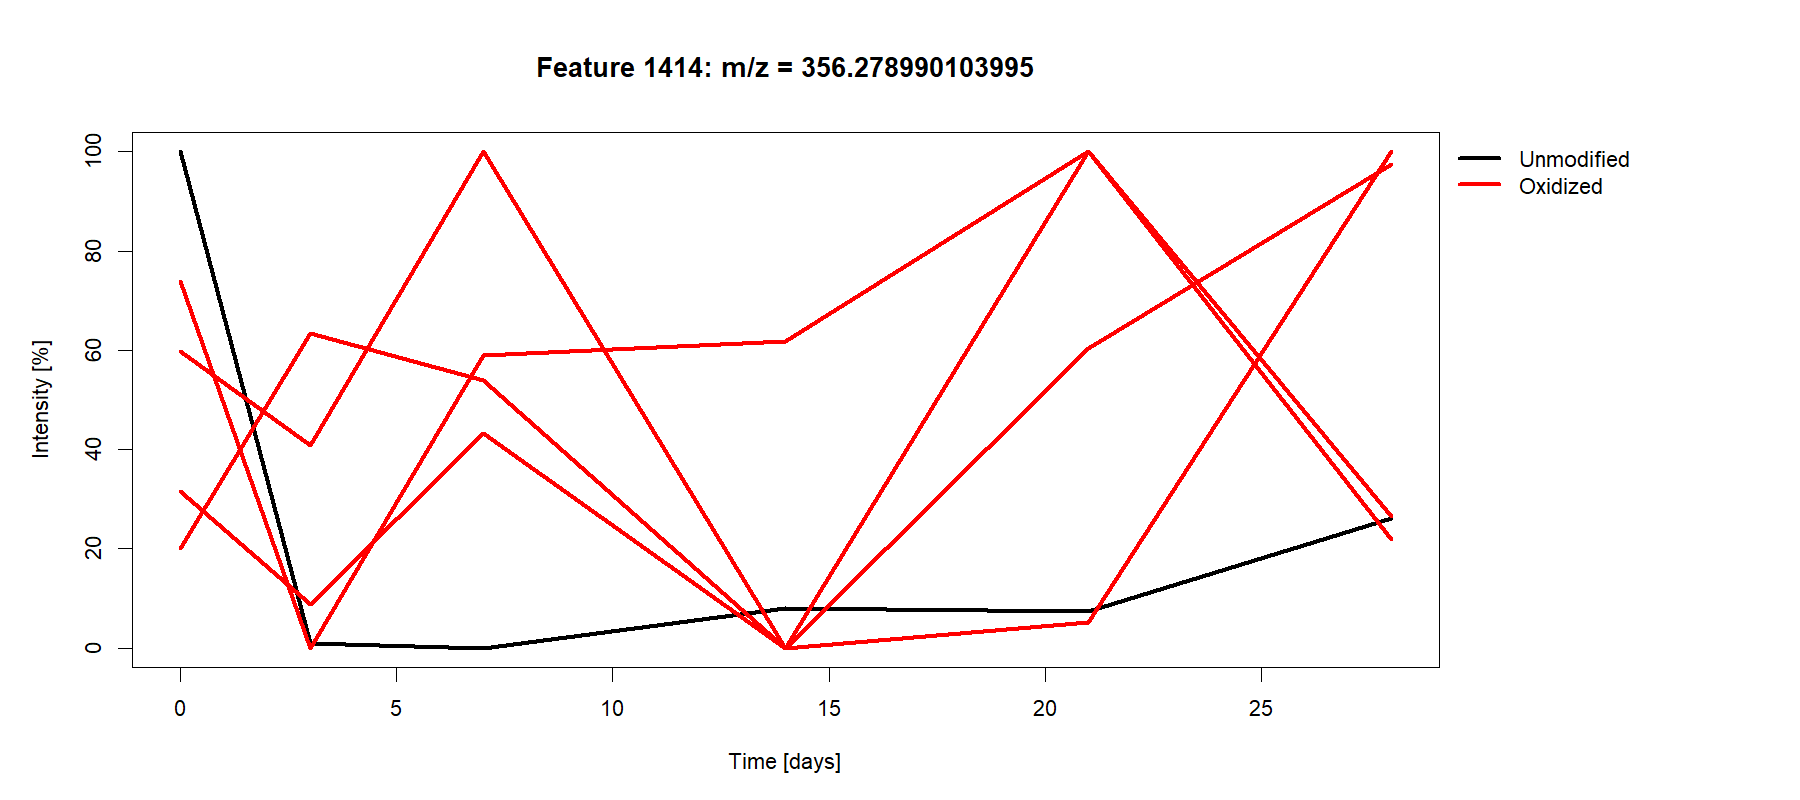 Feature 1414: m/z = 356.278990103995
Unmodified
Oxidized
Intensity [%]
100
80
60
40
20
0
0 5 10 15 20 25
Time [days]